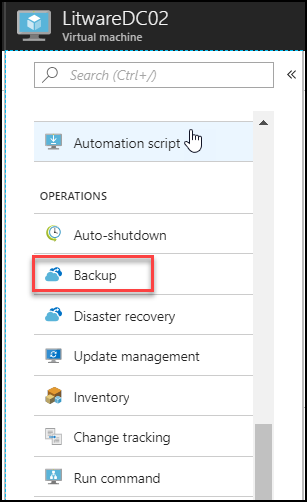 LitwareDC02
Virtual machine
Search (Ctrl+/)
Automation script
OPERATIONS
Auto-shutdown
Backup
Disaster recovery
Update management
Inventory
Change tracking
Run command